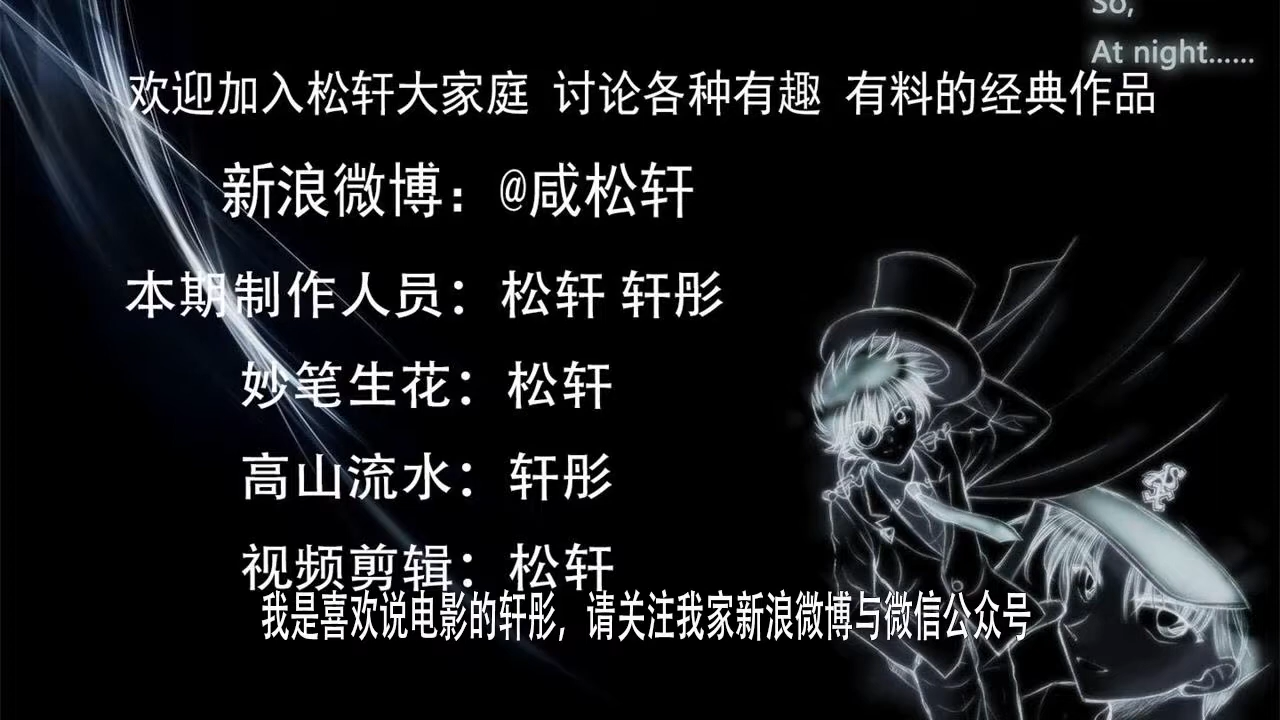 So,
At night......
欢迎加入松轩大家庭 讨论各种有趣 有料的经典作品
新浪微博：@咸松轩
本期制作人员：松轩 轩彤
妙笔生花：松轩
高山流水：轩彤
视频剪辑：松轩
我是喜欢说电影的轩彤，请关注我家新浪微博与微信公众号